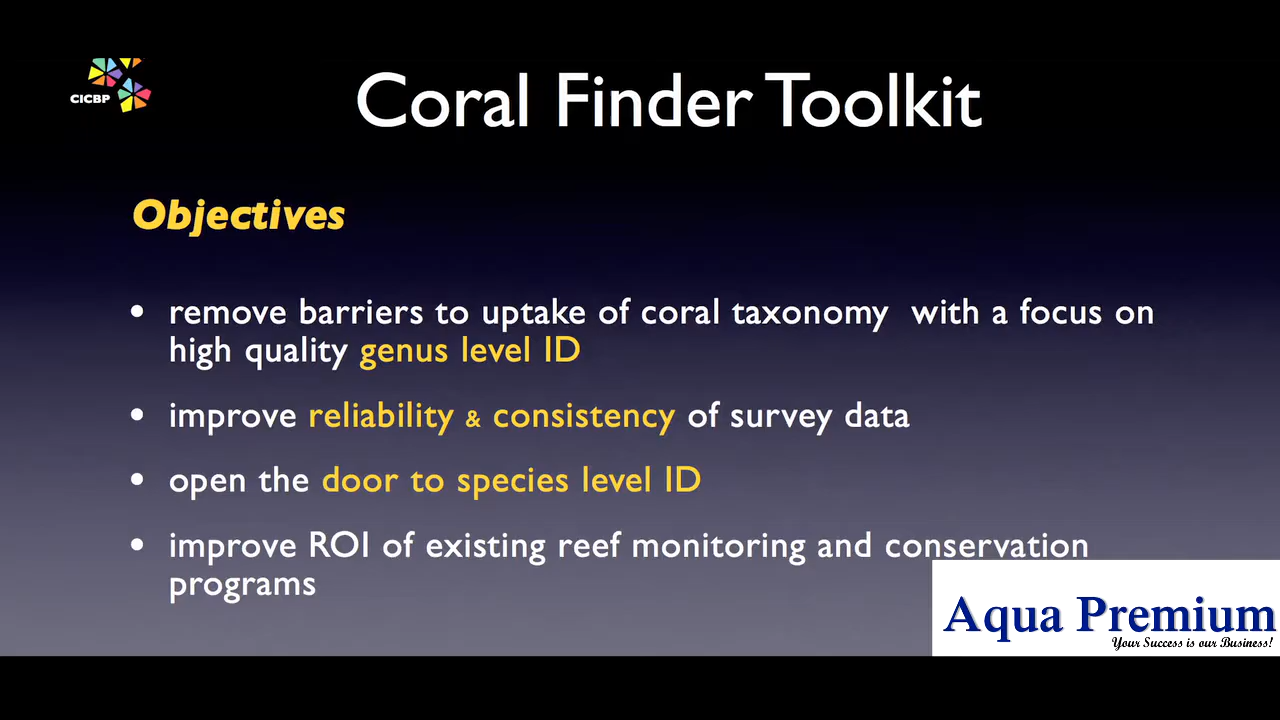 CICBP
Coral Finder Toolkit
Objectives
• remove barriers to uptake of coral taxonomy with a focus on
high quality genus level ID
• improve reliability & consistency of survey data
• open the door to species level ID
• improve ROI of existing reef monitoring and conservation
programs
Aqua Premium
Your Success is our Business!